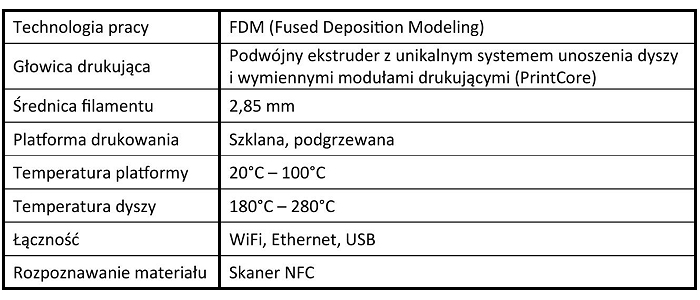 Technologia pracy FDM (Fused Deposition Modeling)
Głowica drukująca Podwójny ekstruder z unikalnym systemem unoszenia dyszy
i wymiennymi modułami drukującymi (PrintCore)
Średnica filamentu 2,85 mm
Platforma drukowania Szklana, podgrzewana
Temperatura platformy 20°C – 100°C
Temperatura dyszy 180°C – 280°C
Łączność WiFi, Ethernet, USB
Rozpoznawanie materiału Skaner NFC